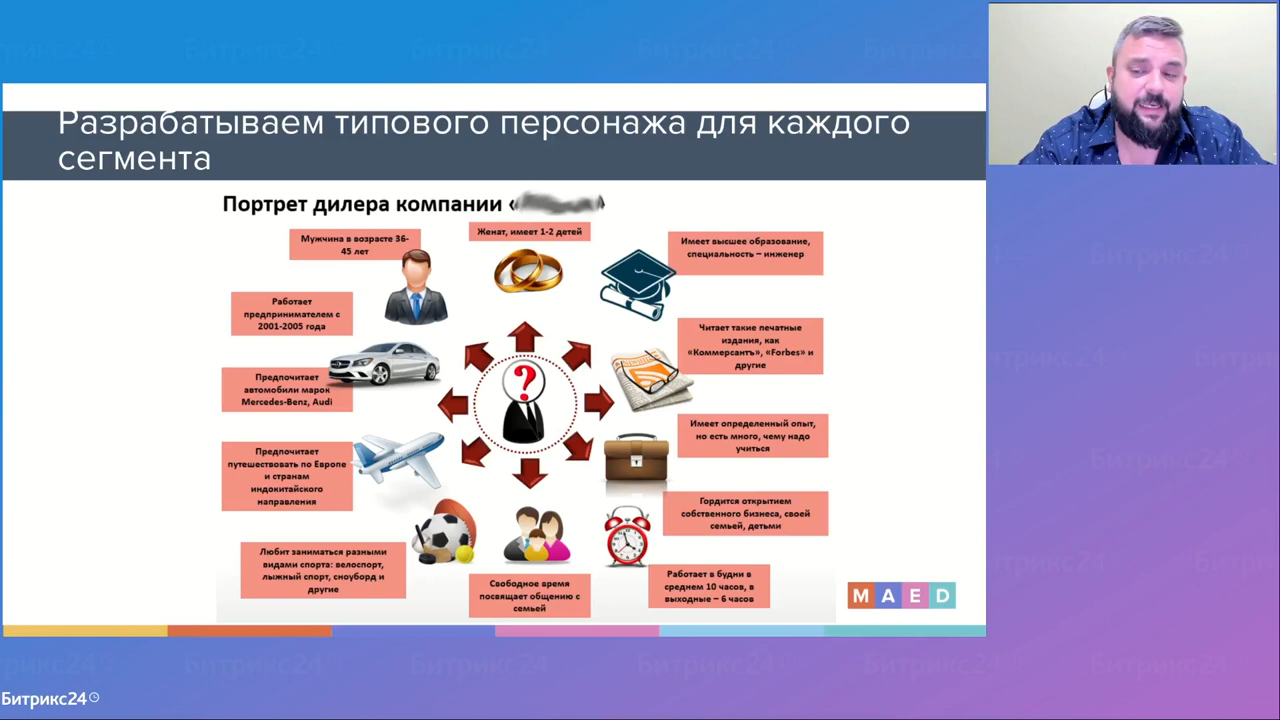 Разрабатываем типового персонажа для каждого
сегмента
Портрет дилера компании «
Мужчина в возрасте 36-
45 лет
Женат, имеет 1-2 детей
Имеет высшее образование,
специальность – инженер
Работает
предпринимателем с
2001-2005 года
Читает такие печатные
издания, как
«Коммерсантъ», «Forbes» и
другие
Предпочитает
автомобили марок
Mercedes-Benz, Audi
Имеет определенный опыт,
но есть много, чему надо
учиться
Предпочитает
путешествовать по Европе
и странам
индокитайского
направления
Гордится открытием
собственного бизнеса, своей
семьей, детьми
Любит заниматься разными
видами спорта: велоспорт,
лыжный спорт, сноуборд и
другие
Свободное время
посвящает общению с
семьей
Работает в будни в
среднем 10 часов, в
выходные – 6 часов
MAED
Битрикс24